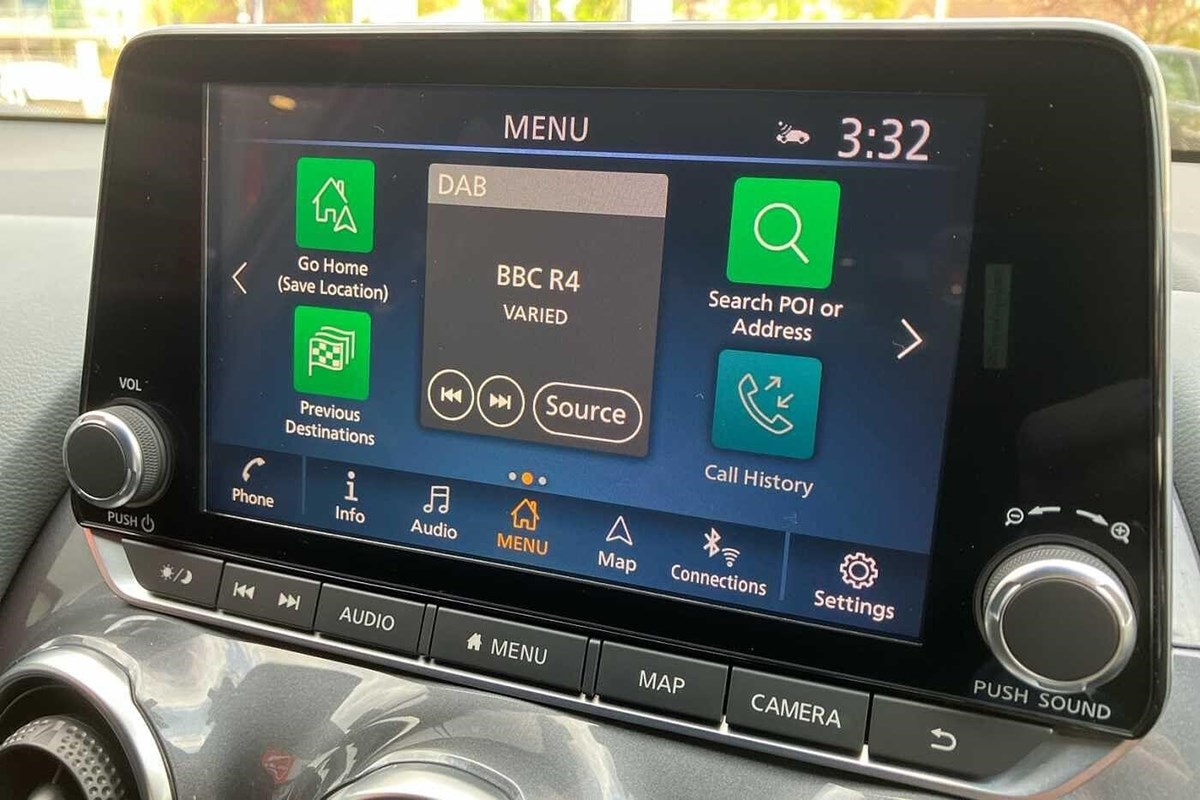 MENU
3:32
DAB
BBC R4
VARIED
Source
Go Home
(Save Location)
Previous
Destinations
Search POI or
Address
Call History
Phone
Info
Audio
MENU
Map
Connections
Settings
VOL
PUSH
AUDIO
MENU
MAP
CAMERA
PUSH SOUND